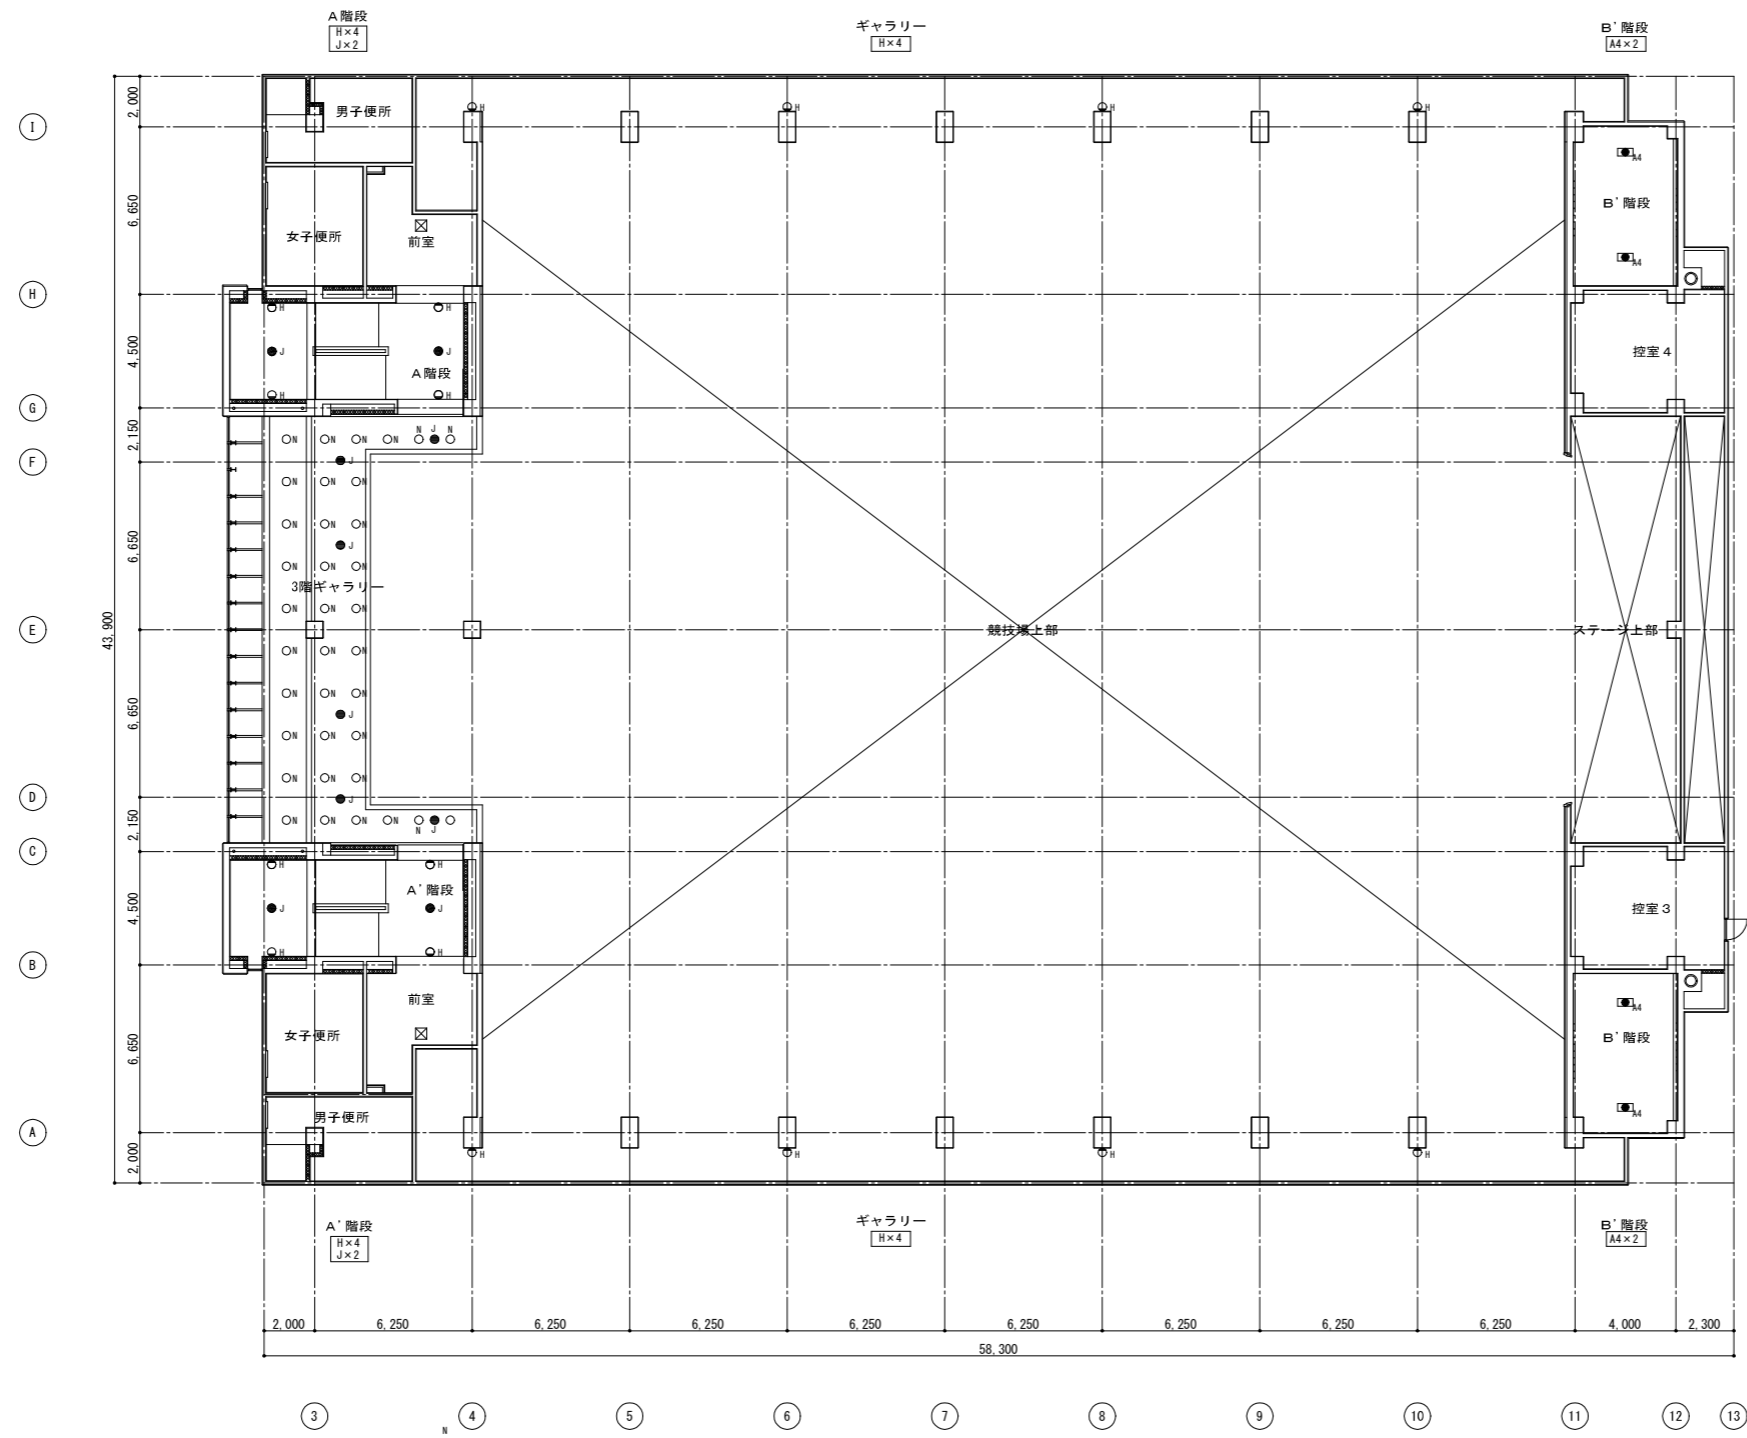 A階段
H×4
J×2
ギャラリー
H×4
B'階段
A4×2
I
2,000
男子便所
H
H
H
H
A4
6,650
B'階段
女子便所
前室
A4
H
H
H
4,500
J
J
控室4
A階段
H
H
G
2,150
N
N
N
N
N
J
N
F
J
N
N
N
N
N
N
6,650
J
N
N
N
3階ギャラリー
N
N
N
43,900
E
競技場上部
ステージ上部
N
N
N
N
N
N
6,650
J
N
N
N
N
N
N
D
J
2,150
N
N
N
N
N
J
C
H
H
A'階段
4,500
J
J
控室3
H
H
B
前室
A4
6,650
女子便所
B'階段
A4
男子便所
A
H
H
H
H
2,000
A'階段
H×4
J×2
ギャラリー
H×4
B'階段
A4×2
2,000
6,250
6,250
6,250
6,250
6,250
6,250
6,250
6,250
4,000
2,300
58,300
3
4
5
6
7
8
9
10
11
12
13
N